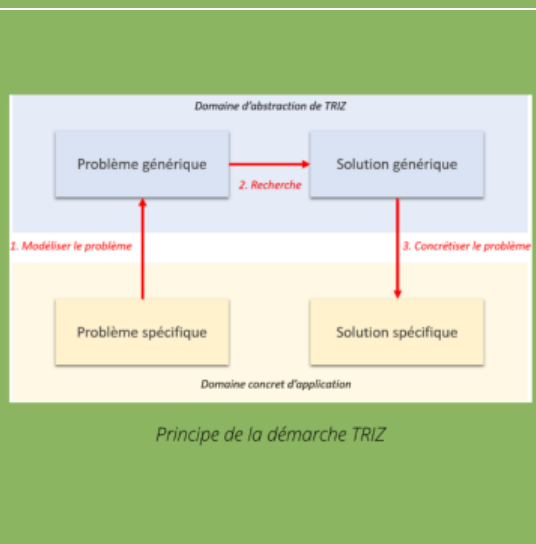 Domaine d'abstraction de TRIZ
Problème générique
Solution générique
2. Recherche
1. Modéliser le problème
3. Concrétiser le problème
Problème spécifique
Solution spécifique
Domaine concret d'application
Principe de la démarche TRIZ